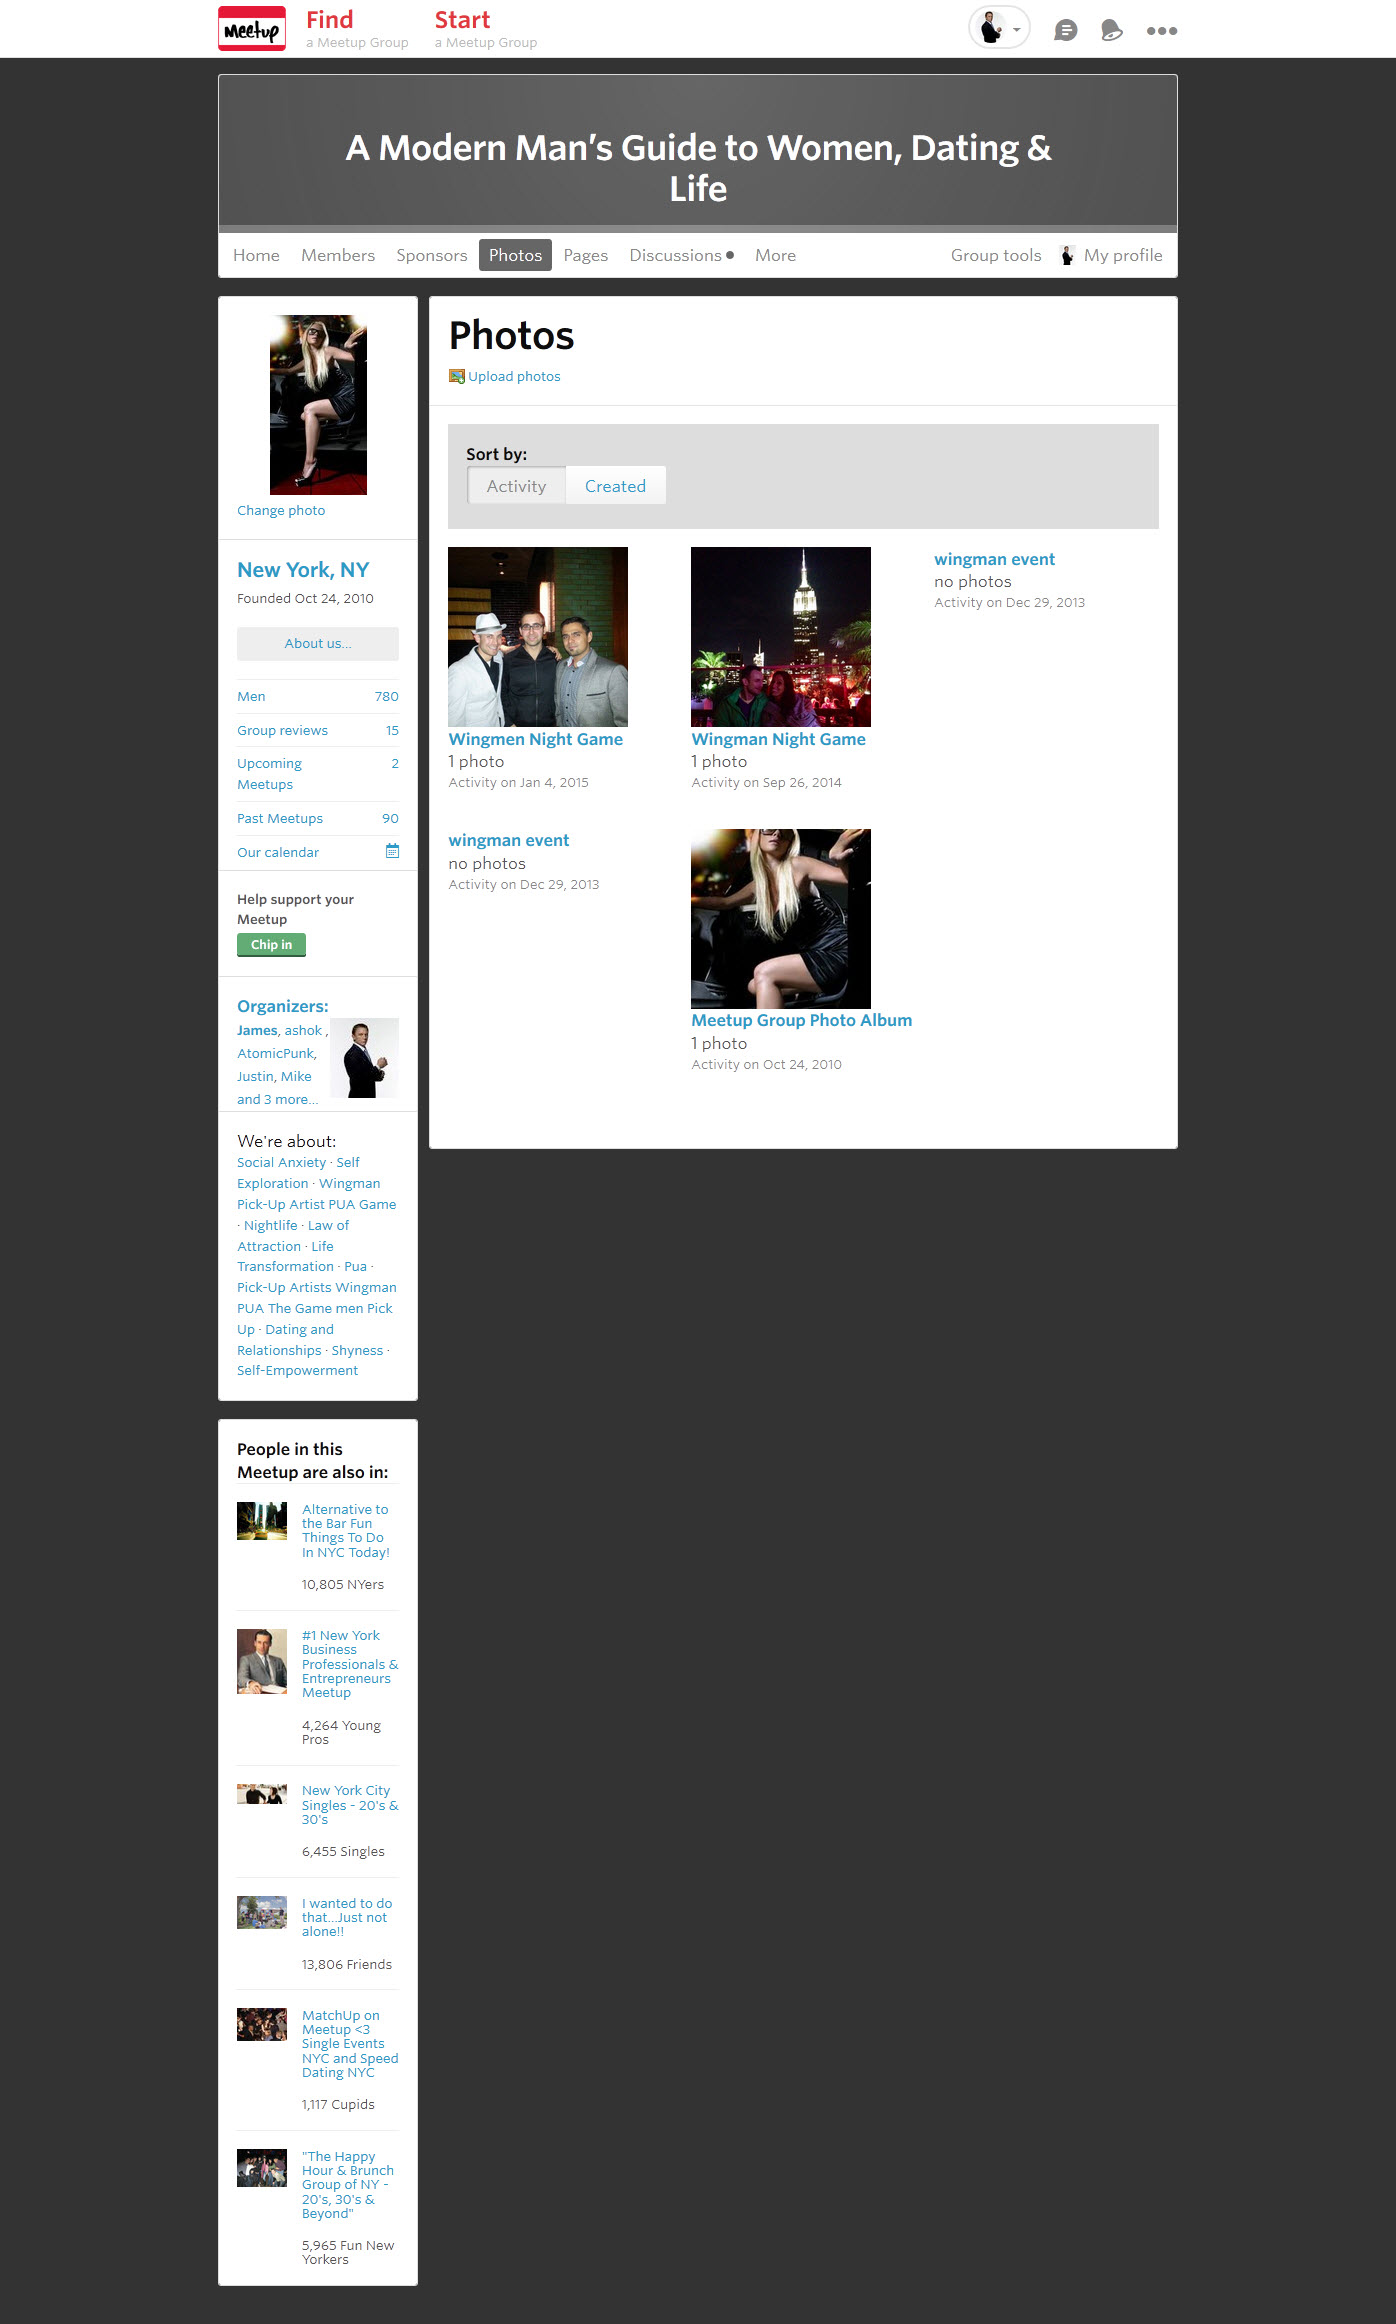 Meetup
Find
a Meetup Group
Start
a Meetup Group
A Modern Man's Guide to Women, Dating &
Life
Home Members Sponsors Photos Pages Discussions More Group tools My profile
Change photo
New York, NY
Founded Oct 24, 2010
About us...
Men 780
Group reviews 15
Upcoming 2
Meetups
Past Meetups 90
Our calendar
Help support your
Meetup
Chip in
Organizers:
James, ashok ,
AtomicPunk,
Justin, Mike
and 3 more...
We're about:
Social Anxiety · Self
Exploration · Wingman
Pick-Up Artist PUA Game
· Nightlife · Law of
Attraction · Life
Transformation · Pua ·
Pick-Up Artists Wingman
PUA The Game men Pick
Up · Dating and
Relationships · Shyness ·
Self-Empowerment
People in this
Meetup are also in:
Alternative to
the Bar Fun
Things To Do
In NYC Today!
10,805 NYers
#1 New York
Business
Professionals &
Entrepreneurs
Meetup
4,264 Young
Pros
New York City
Singles - 20's &
30's
6,455 Singles
I wanted to do
that...Just not
alone!!
13,806 Friends
MatchUp on
Meetup <3
Single Events
NYC and Speed
Dating NYC
1,117 Cupids
"The Happy
Hour & Brunch
Group of NY -
20's, 30's &
Beyond"
5,965 Fun New
Yorkers
Photos
Upload photos
Sort by:
Activity Created
Wingmen Night Game
1 photo
Activity on Jan 4, 2015
Wingman Night Game
1 photo
Activity on Sep 26, 2014
wingman event
no photos
Activity on Dec 29, 2013
wingman event
no photos
Activity on Dec 29, 2013
Meetup Group Photo Album
1 photo
Activity on Oct 24, 2010